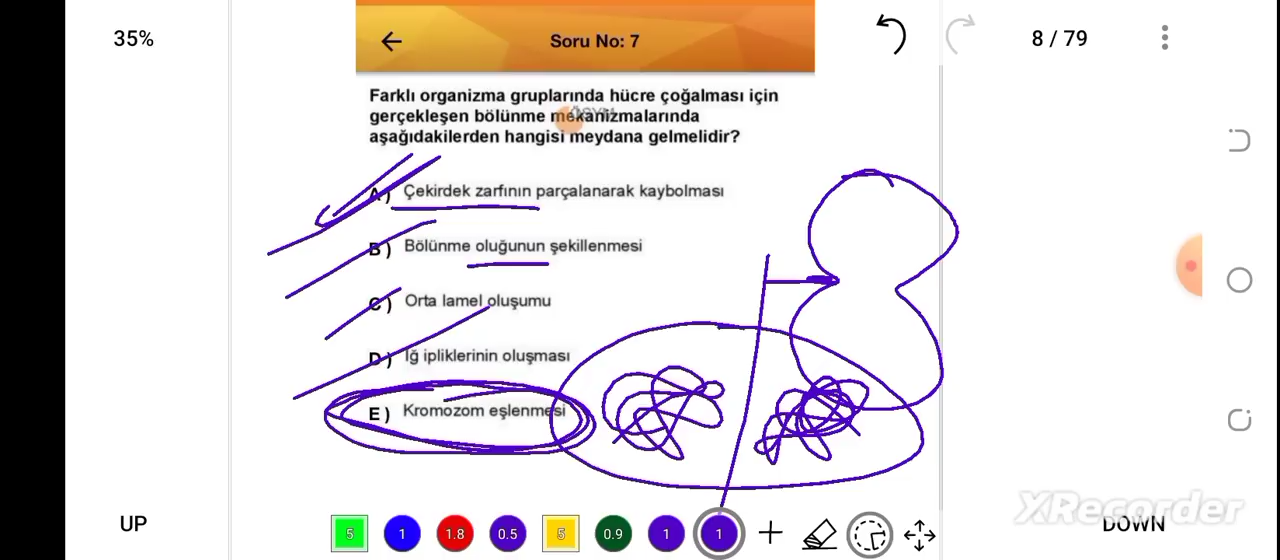 35%
Soru No: 7
8 / 79
Farklı organizma gruplarında hücre çoğalması için
gerçekleşen bölünme mekanizmalarında
aşağıdakilerden hangisi meydana gelmelidir?
A) Çekirdek zarfının parçalanarak kaybolması
B) Bölünme oluğunun şekillenmesi
C) Orta lamel oluşumu
D) İğ ipliklerinin oluşması
E) Kromozom eşlenmesi
UP
5 1 1.8 0.5 5 0.9 1 1
DOWN
XRecorder